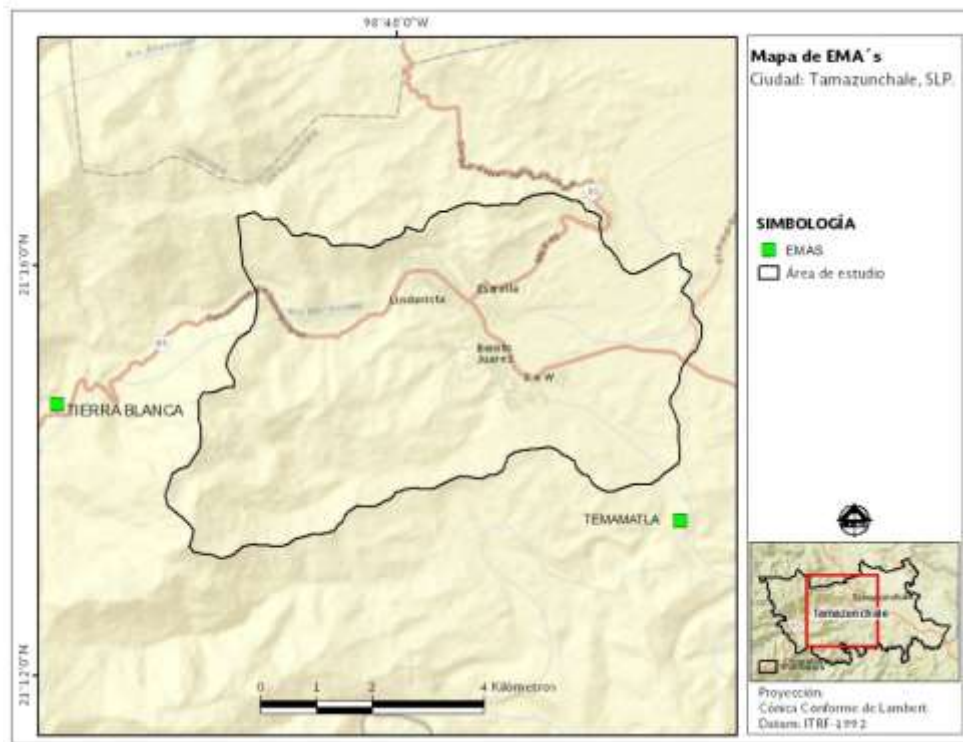 98°48'0"W
Mapa de EMA´s
Ciudad: Tamazunchale, SLP.
SIMBOLOGÍA
EMAS
Área de estudio
21°16'0"N
Lindavista
Estrella
Benito
Juarez
S a W
TIERRA BLANCA
TEMAMATLA
21°12'0"N
0 1 2 4 Kilómetros
Tamazunchale
Proyección:
Cónica Conforme de Lambert
Datum: ITRF-1992